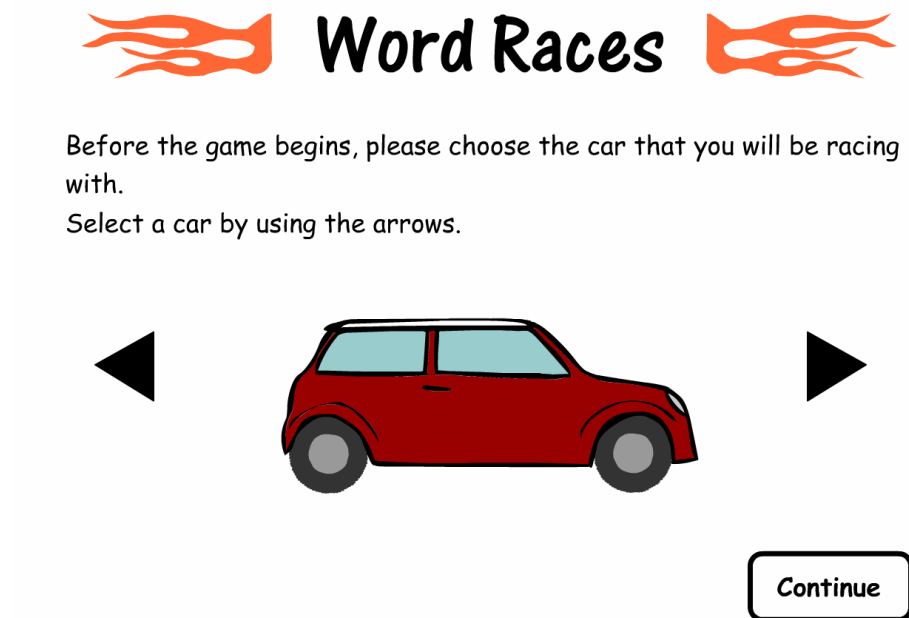 Word Races
Before the game begins, please choose the car that you will be racing
with.
Select a car by using the arrows.
Continue